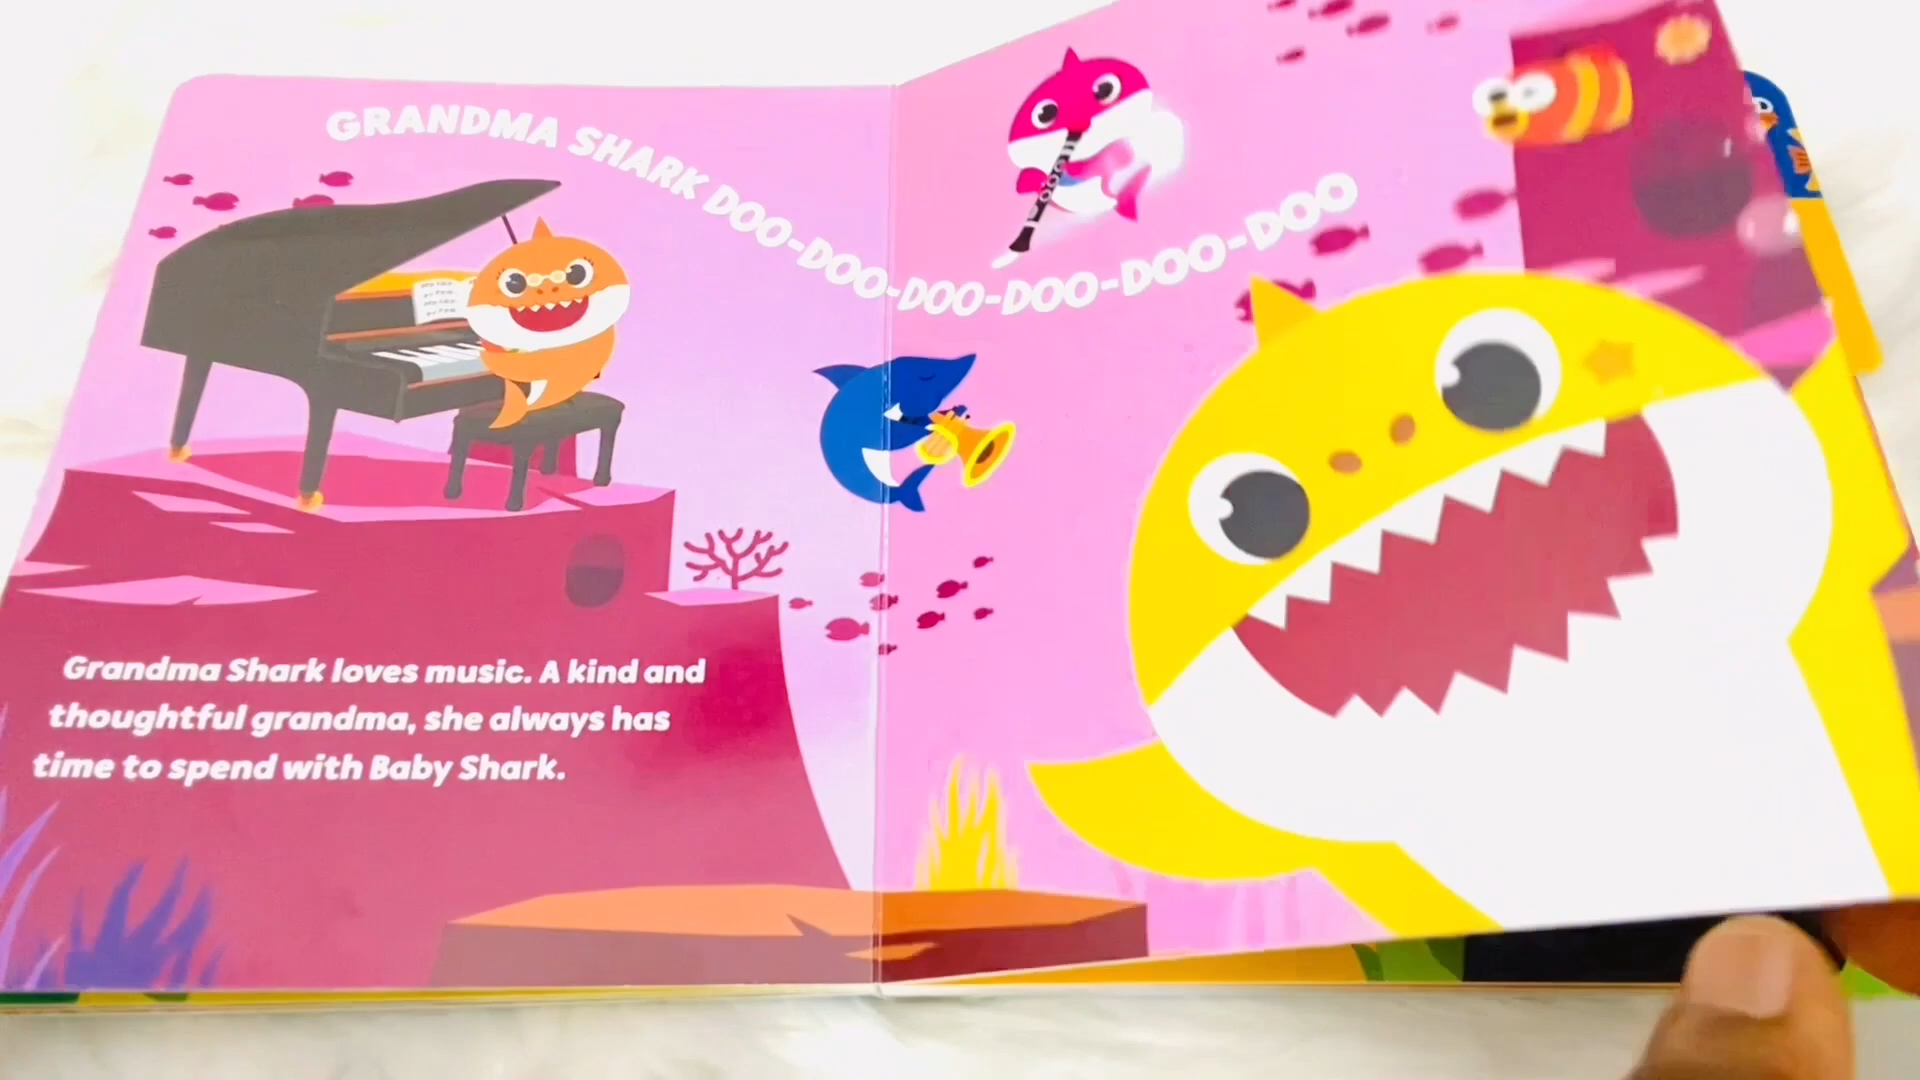 GRANDMA SHARK DOO-DOO-DOO-DOO-DOO-DOO
Grandma Shark loves music. A kind and
thoughtful grandma, she always has
time to spend with Baby Shark.